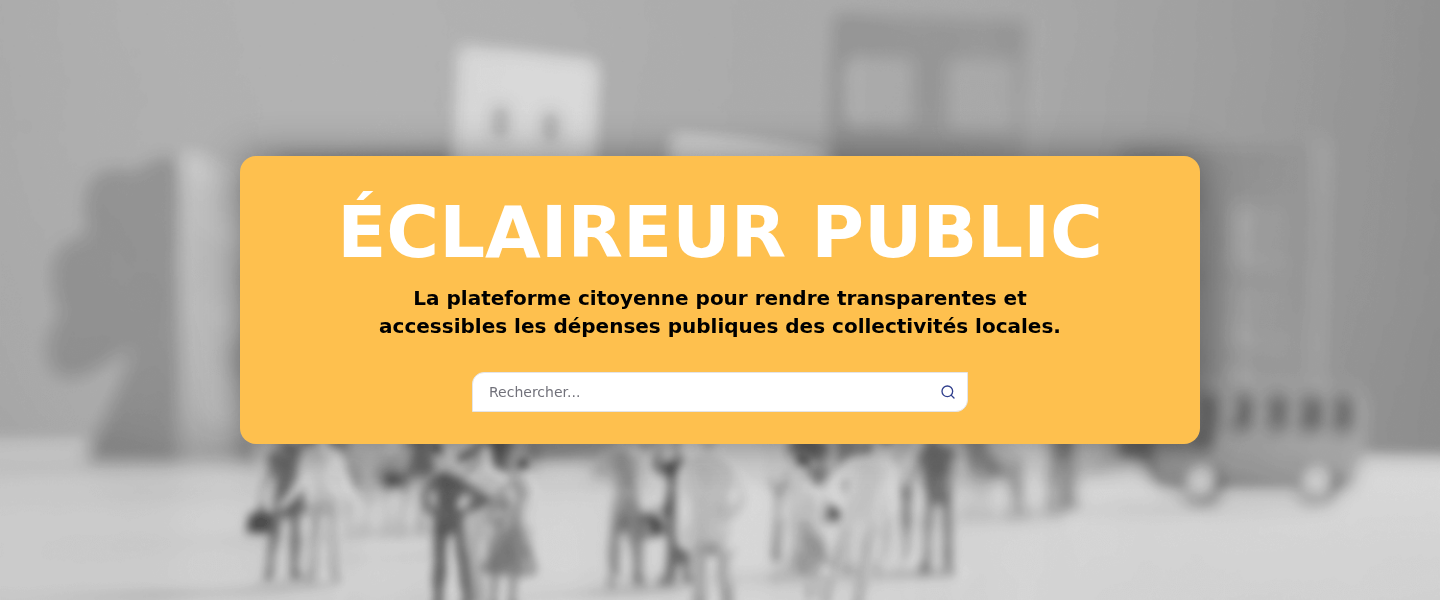 ÉCLAIREUR PUBLIC
La plateforme citoyenne pour rendre transparentes et
accessibles les dépenses publiques des collectivités locales.
Rechercher...